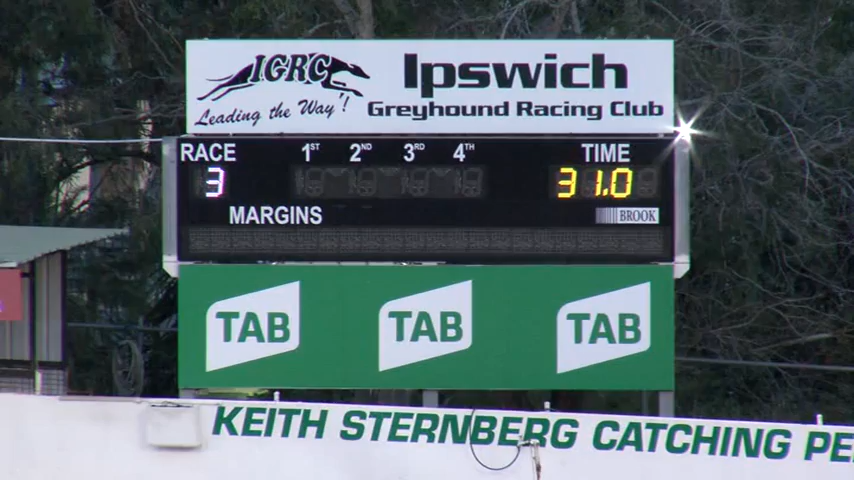 IGRC
Leading the Way'!
Ipswich
Greyhound Racing Club
RACE 1ST 2ND 3RD 4TH TIME
3 31.0
MARGINS BROOK
TAB TAB TAB
KEITH STERNBERG CATCHING PE